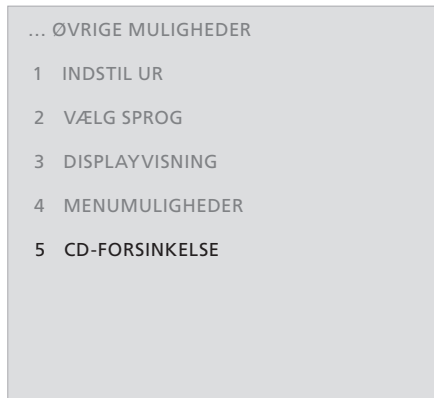 … ØVRIGE MULIGHEDER
1 INDSTIL UR
2 VÆLG SPROG
3 DISPLAYVISNING
4 MENUMULIGHEDER
5 CD-FORSINKELSE